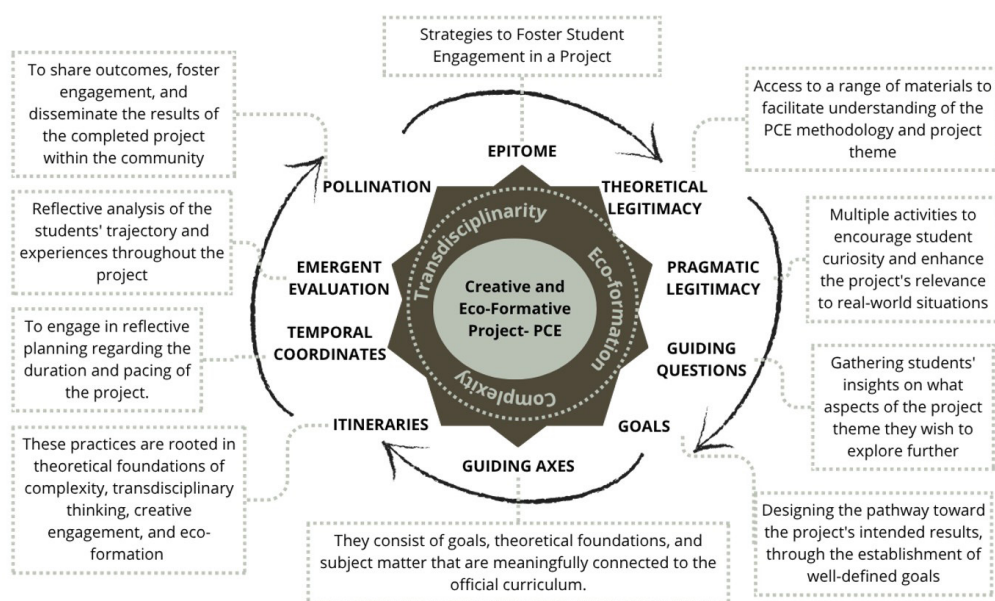 Strategies to Foster Student
Engagement in a Project
To share outcomes, foster
engagement, and
disseminate the results of
the completed project
within the community
Access to a range of materials to
facilitate understanding of the
PCE methodology and project
theme
EPITOME
POLLINATION
THEORETICAL
LEGITIMACY
Reflective analysis of the
students' trajectory and
experiences throughout the
project
Multiple activities to
encourage student
curiosity and enhance
the project's relevance
to real-world situations
EMERGENT
EVALUATION
PRAGMATIC
LEGITIMACY
Transdisciplinarity
Eco-formation
Complexity
Creative and
Eco-Formative
Project- PCE
To engage in reflective
planning regarding the
duration and pacing of
the project.
TEMPORAL
COORDINATES
GUIDING
QUESTIONS
Gathering students'
insights on what
aspects of the project
theme they wish to
explore further
ITINERARIES
GOALS
These practices are rooted in
theoretical foundations of
complexity, transdisciplinary
thinking, creative
engagement, and eco-
formation
GUIDING AXES
They consist of goals, theoretical foundations, and
subject matter that are meaningfully connected to the
official curriculum.
Designing the pathway toward
the project's intended results,
through the establishment of
well-defined goals